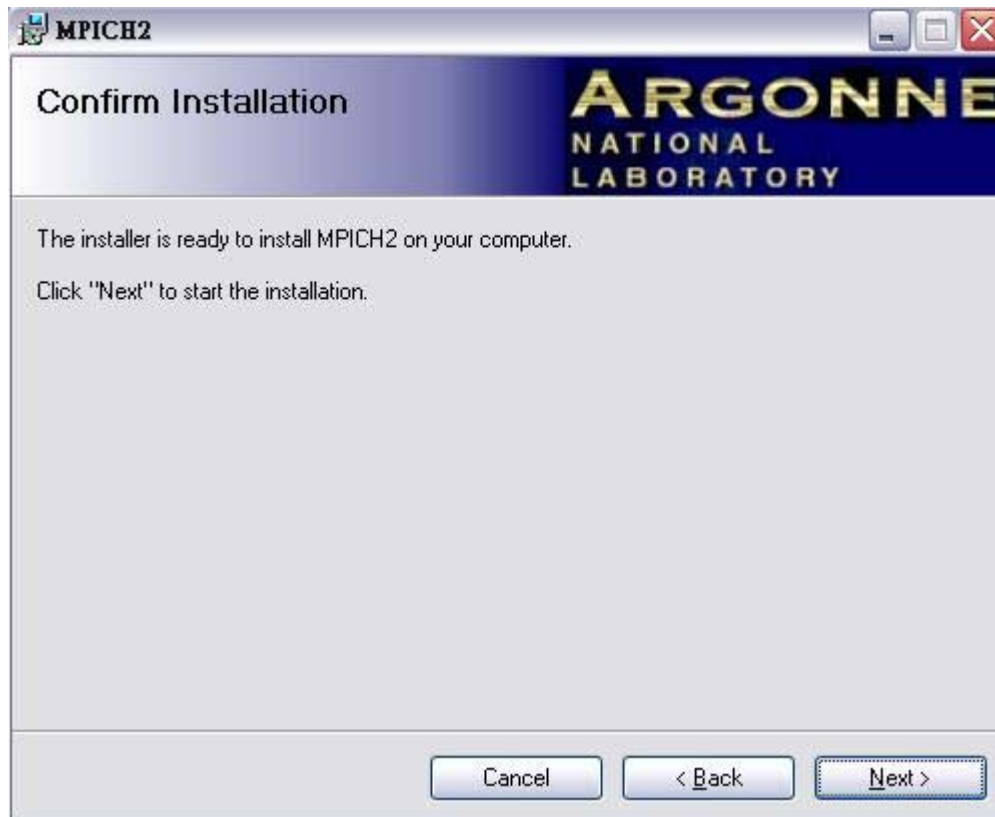 MPICH2
Confirm Installation
ARGONNE
NATIONAL
LABORATORY
The installer is ready to install MPICH2 on your computer.
Click "Next" to start the installation.
Cancel
< Back
Next >